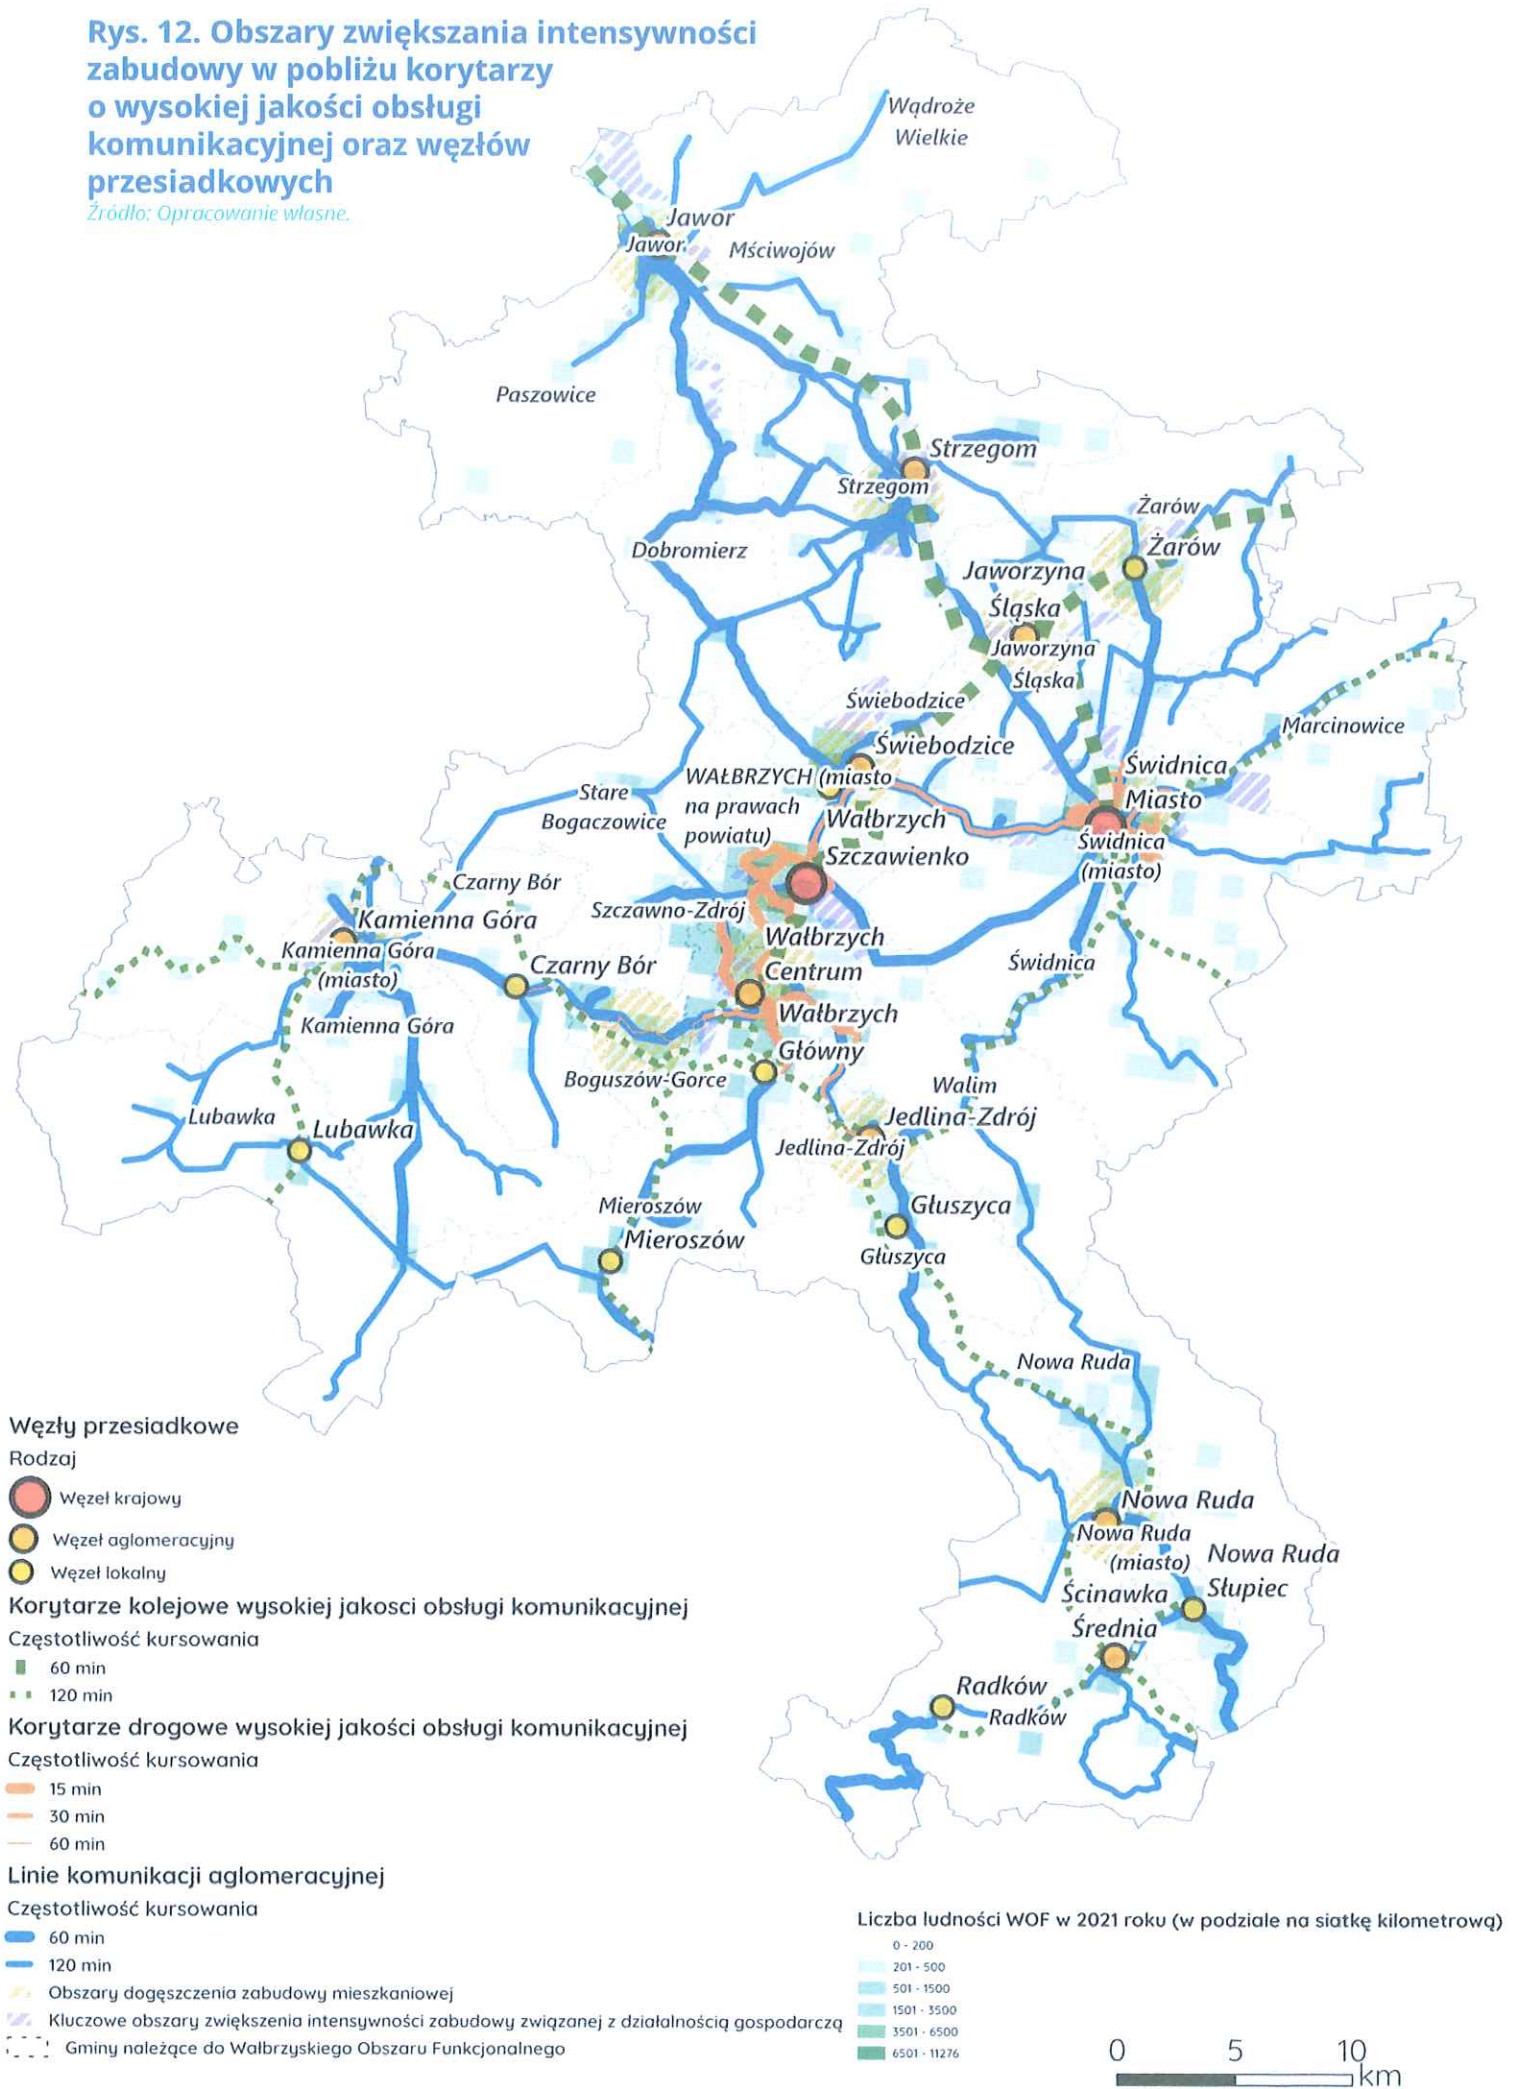 Rys. 12. Obszary zwiększania intensywności
zabudowy w pobliżu korytarzy
o wysokiej jakości obsługi
komunikacyjnej oraz węzłów
przesiadkowych
Źródło: Opracowanie własne.
Wądroże
Wielkie
Jawor
Jawor
Mściwojów
Paszowice
Strzegom
Strzegom
Żarów
Żarów
Dobromierz
Jaworzyna
Śląska
Jaworzyna
Śląska
Świebodzice
Świebodzice
Marcinowice
Świdnica
Miasto
Świdnica
(miasto)
WAŁBRZYCH (miasto
na prawach
powiatu)
Stare
Bogaczowice
Wałbrzych
Szczawienko
Czarny Bór
Szczawno-Zdrój
Kamienna Góra
Kamienna Góra
(miasto)
Wałbrzych
Centrum
Świdnica
Czarny Bór
Kamienna Góra
Wałbrzych
Główny
Boguszów-Gorce
Walim
Jedlina-Zdrój
Jedlina-Zdrój
Lubawka
Lubawka
Mieroszów
Mieroszów
Głuszyca
Głuszyca
Nowa Ruda
Nowa Ruda
Nowa Ruda
(miasto)
Nowa Ruda
Słupiec
Ścinawka
Średnia
Radków
Radków
Węzły przesiadkowe
Rodzaj
Węzeł krajowy
Węzeł aglomeracyjny
Węzeł lokalny
Korytarze kolejowe wysokiej jakosci obsługi komunikacyjnej
Częstotliwość kursowania
60 min
120 min
Korytarze drogowe wysokiej jakości obsługi komunikacyjnej
Częstotliwość kursowania
15 min
30 min
60 min
Linie komunikacji aglomeracyjnej
Częstotliwość kursowania
60 min
120 min
Obszary dogęszczenia zabudowy mieszkaniowej
Kluczowe obszary zwiększenia intensywności zabudowy związanej z działalnością gospodarczą
Gminy należące do Wałbrzyskiego Obszaru Funkcjonalnego
Liczba ludności WOF w 2021 roku (w podziale na siatkę kilometrową)
0 - 200
201 - 500
501 - 1500
1501 - 3500
3501 - 6500
6501 - 11276
0 5 10
km